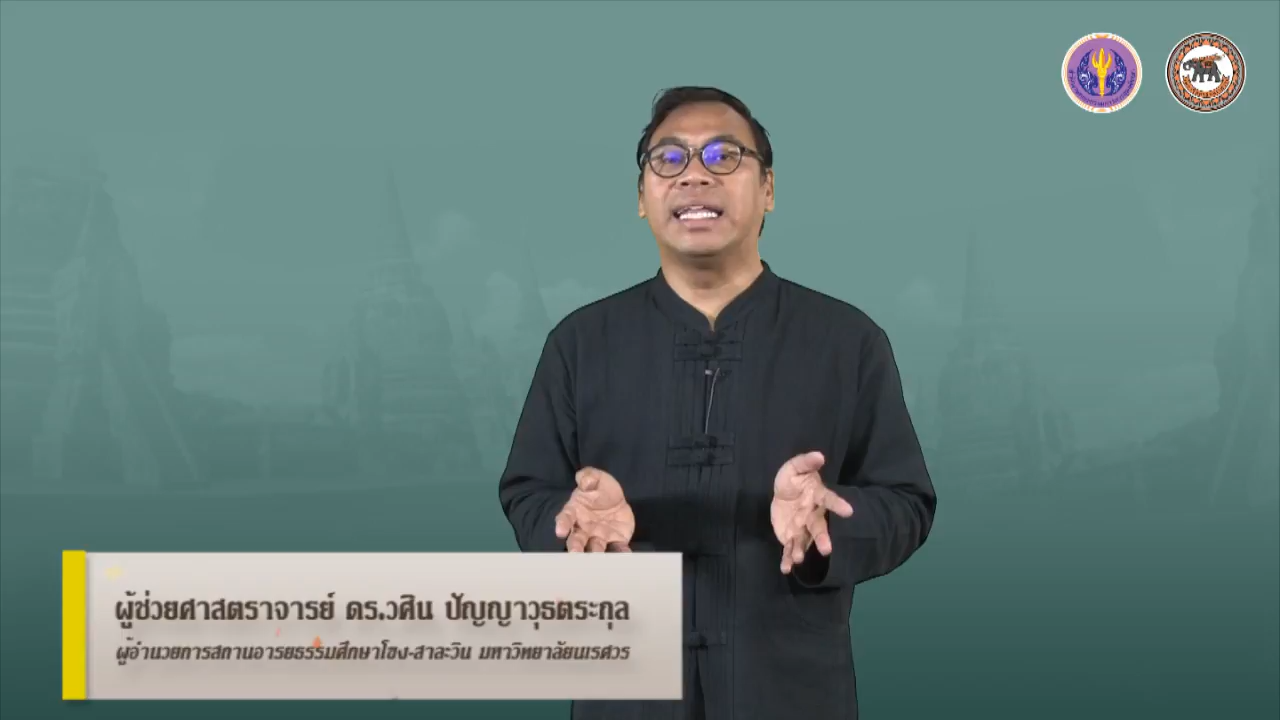 ผู้ช่วยศาสตราจารย์ ดร.วศิน ปัญญาวุธตระกูล
ผู้อำนวยการสถานอารยธรรมศึกษาโขง-สาละวิน มหาวิทยาลัยนเรศวร